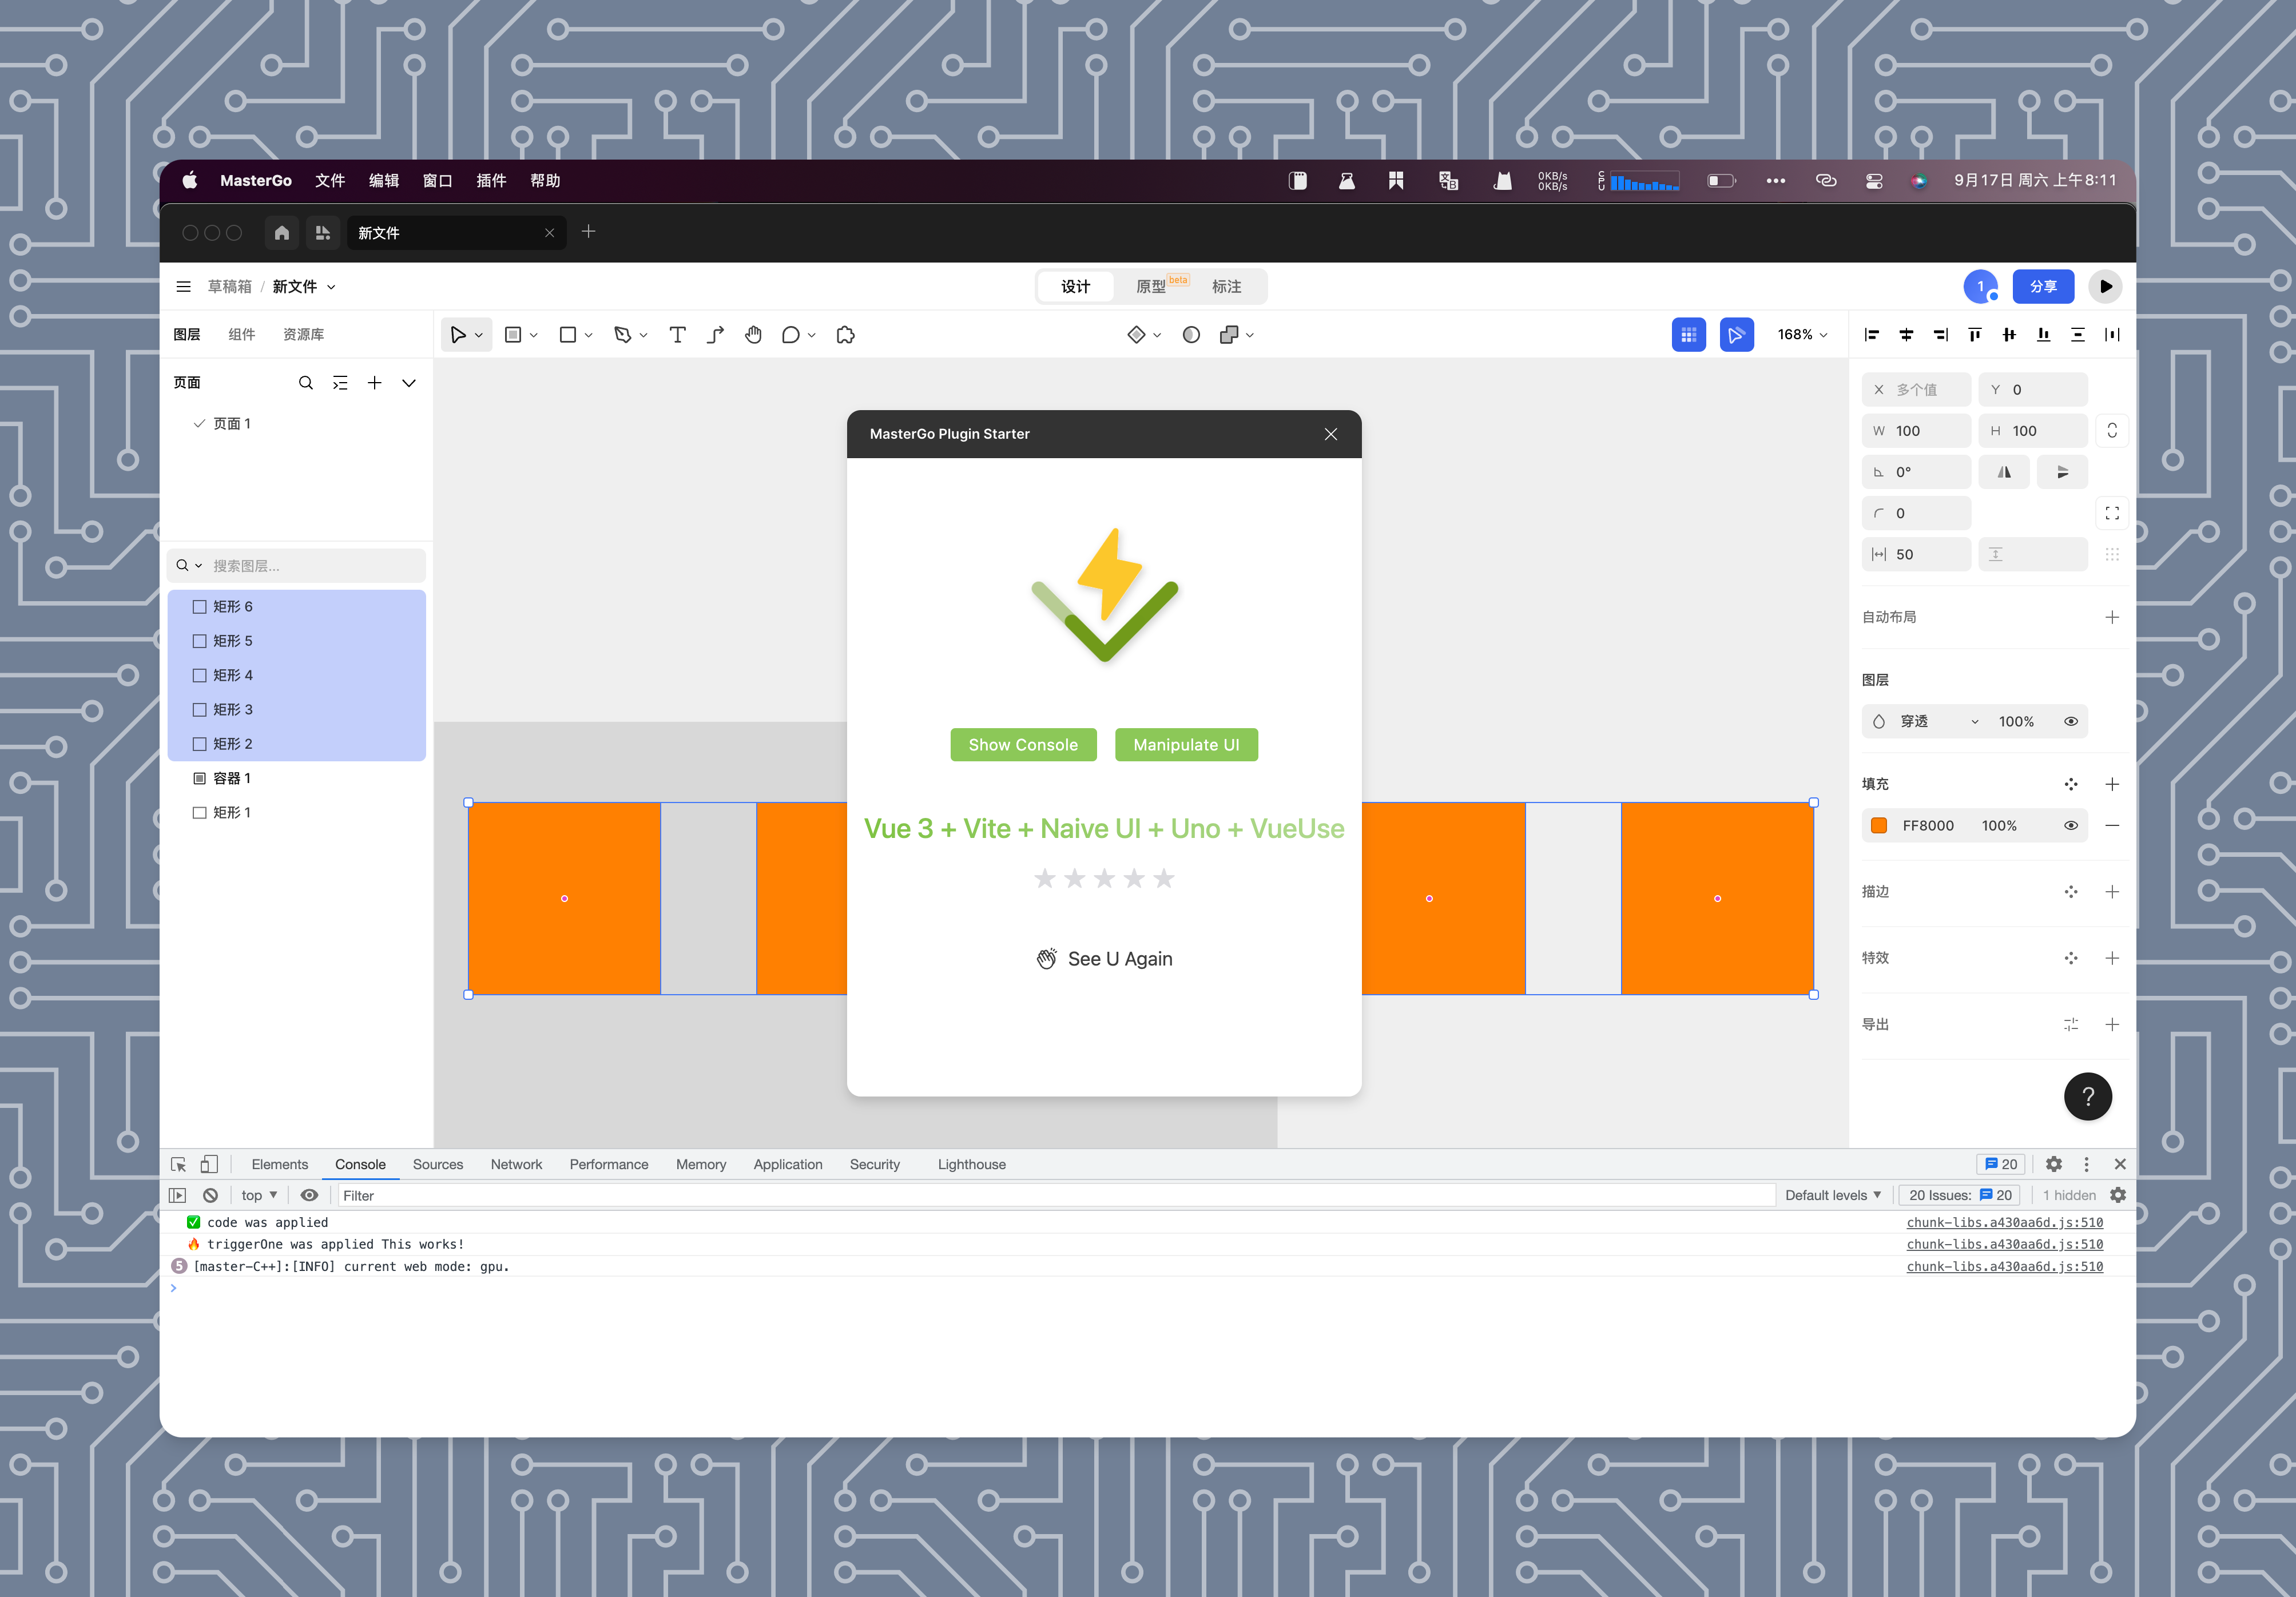 MasterGo 文件 编辑 窗口 插件 帮助
0KB/s
0KB/s
CPU
9月17日 周六 上午8:11
新文件
草稿箱 / 新文件
设计 原型 beta 标注
1 分享
图层 组件 资源库
168%
页面
页面 1
搜索图层...
矩形 6
矩形 5
矩形 4
矩形 3
矩形 2
容器 1
矩形 1
MasterGo Plugin Starter
Show Console Manipulate UI
Vue 3 + Vite + Naive UI + Uno + VueUse
See U Again
X 多个值 Y 0
W 100 H 100
0°
0
50
自动布局
图层
穿透 100%
填充
FF8000 100%
描边
特效
导出
?
Elements Console Sources Network Performance Memory Application Security Lighthouse 20
top Filter Default levels 20 Issues: 20 1 hidden
code was applied chunk-libs.a430aa6d.js:510
triggerOne was applied This works! chunk-libs.a430aa6d.js:510
5 [master-C++]:[INFO] current web mode: gpu. chunk-libs.a430aa6d.js:510